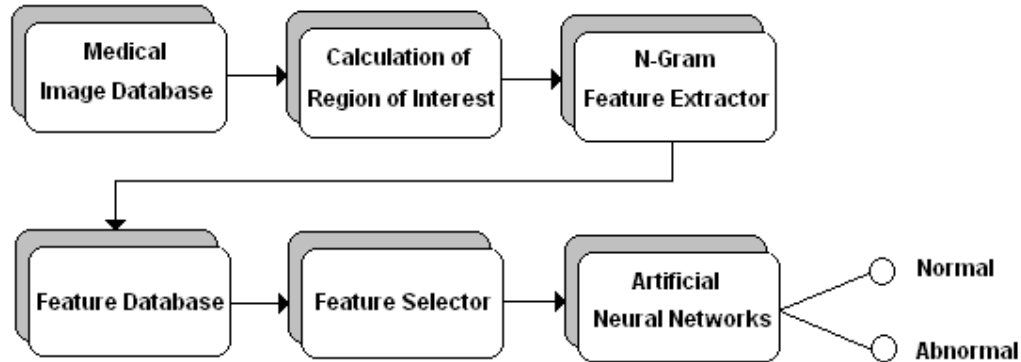 Medical
Image Database
Calculation of
Region of Interest
N-Gram
Feature Extractor
Feature Database
Feature Selector
Artificial
Neural Networks
Normal
Abnormal